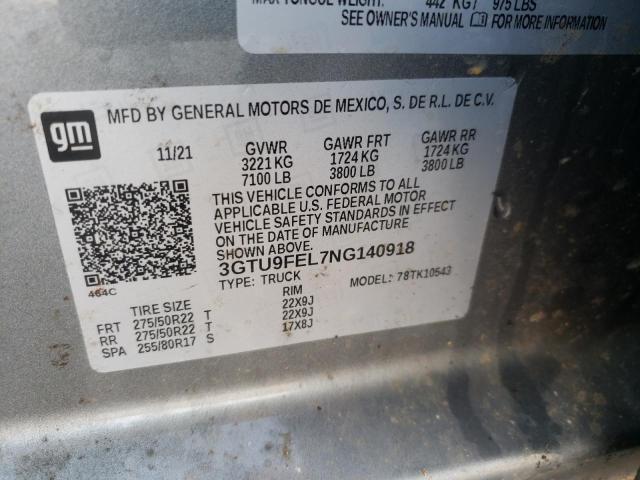 442 KG / 975 LBS
SEE OWNER'S MANUAL FOR MORE INFORMATION
gm
MFD BY GENERAL MOTORS DE MEXICO, S. DE R.L. DE C.V.
11/21 GVWR GAWR FRT GAWR RR
3221 KG 1724 KG 1724 KG
7100 LB 3800 LB 3800 LB
THIS VEHICLE CONFORMS TO ALL
APPLICABLE U.S. FEDERAL MOTOR
VEHICLE SAFETY STANDARDS IN EFFECT
ON THE DATE OF MANUFACTURE
SHOWN ABOVE.
3GTU9FEL7NG140918
TYPE: TRUCK MODEL: 78TK10543
464C
TIRE SIZE RIM
FRT 275/50R22 T 22X9J
RR 275/50R22 T 22X9J
SPA 255/80R17 S 17X8J